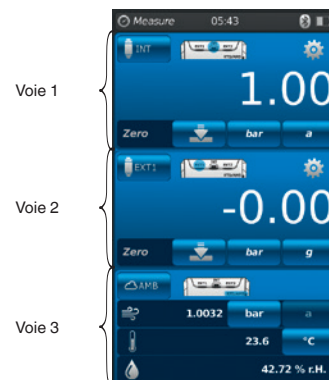 Measure 05:43
Voie 1
INT
1.00
Zero bar a
Voie 2
EXT1
-0.00
Zero bar g
Voie 3
AMB
1.0032 bar a
23.6 °C
42.72 % r.H.